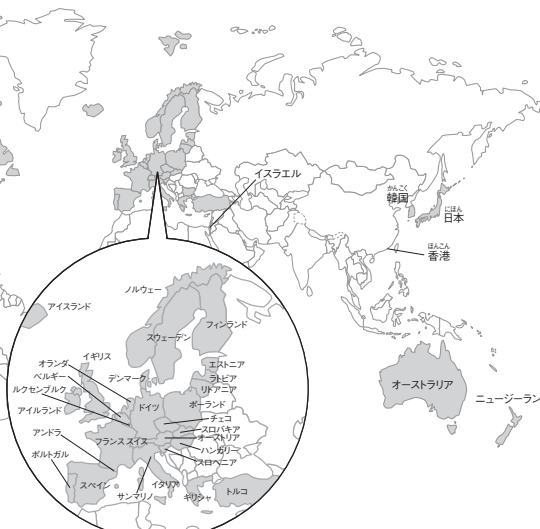 イスラエル
かんこく
韓国
にほん
日本
ほんこん
香港
ノルウェー
アイスランド
スウェーデン
フィンランド
イギリス
オランダ
エストニア
ベルギー
デンマーク
ラトビア
ルクセンブルク
リトアニア
オーストラリア
ニュージーラン
アイルランド
ドイツ
ポーランド
チェコ
スロバキア
アンドラ
フランス スイス
オーストリア
ポルトガル
ハンガリー
スロベニア
スペイン
イタリア
サンマリノ
ギリシャ
トルコ